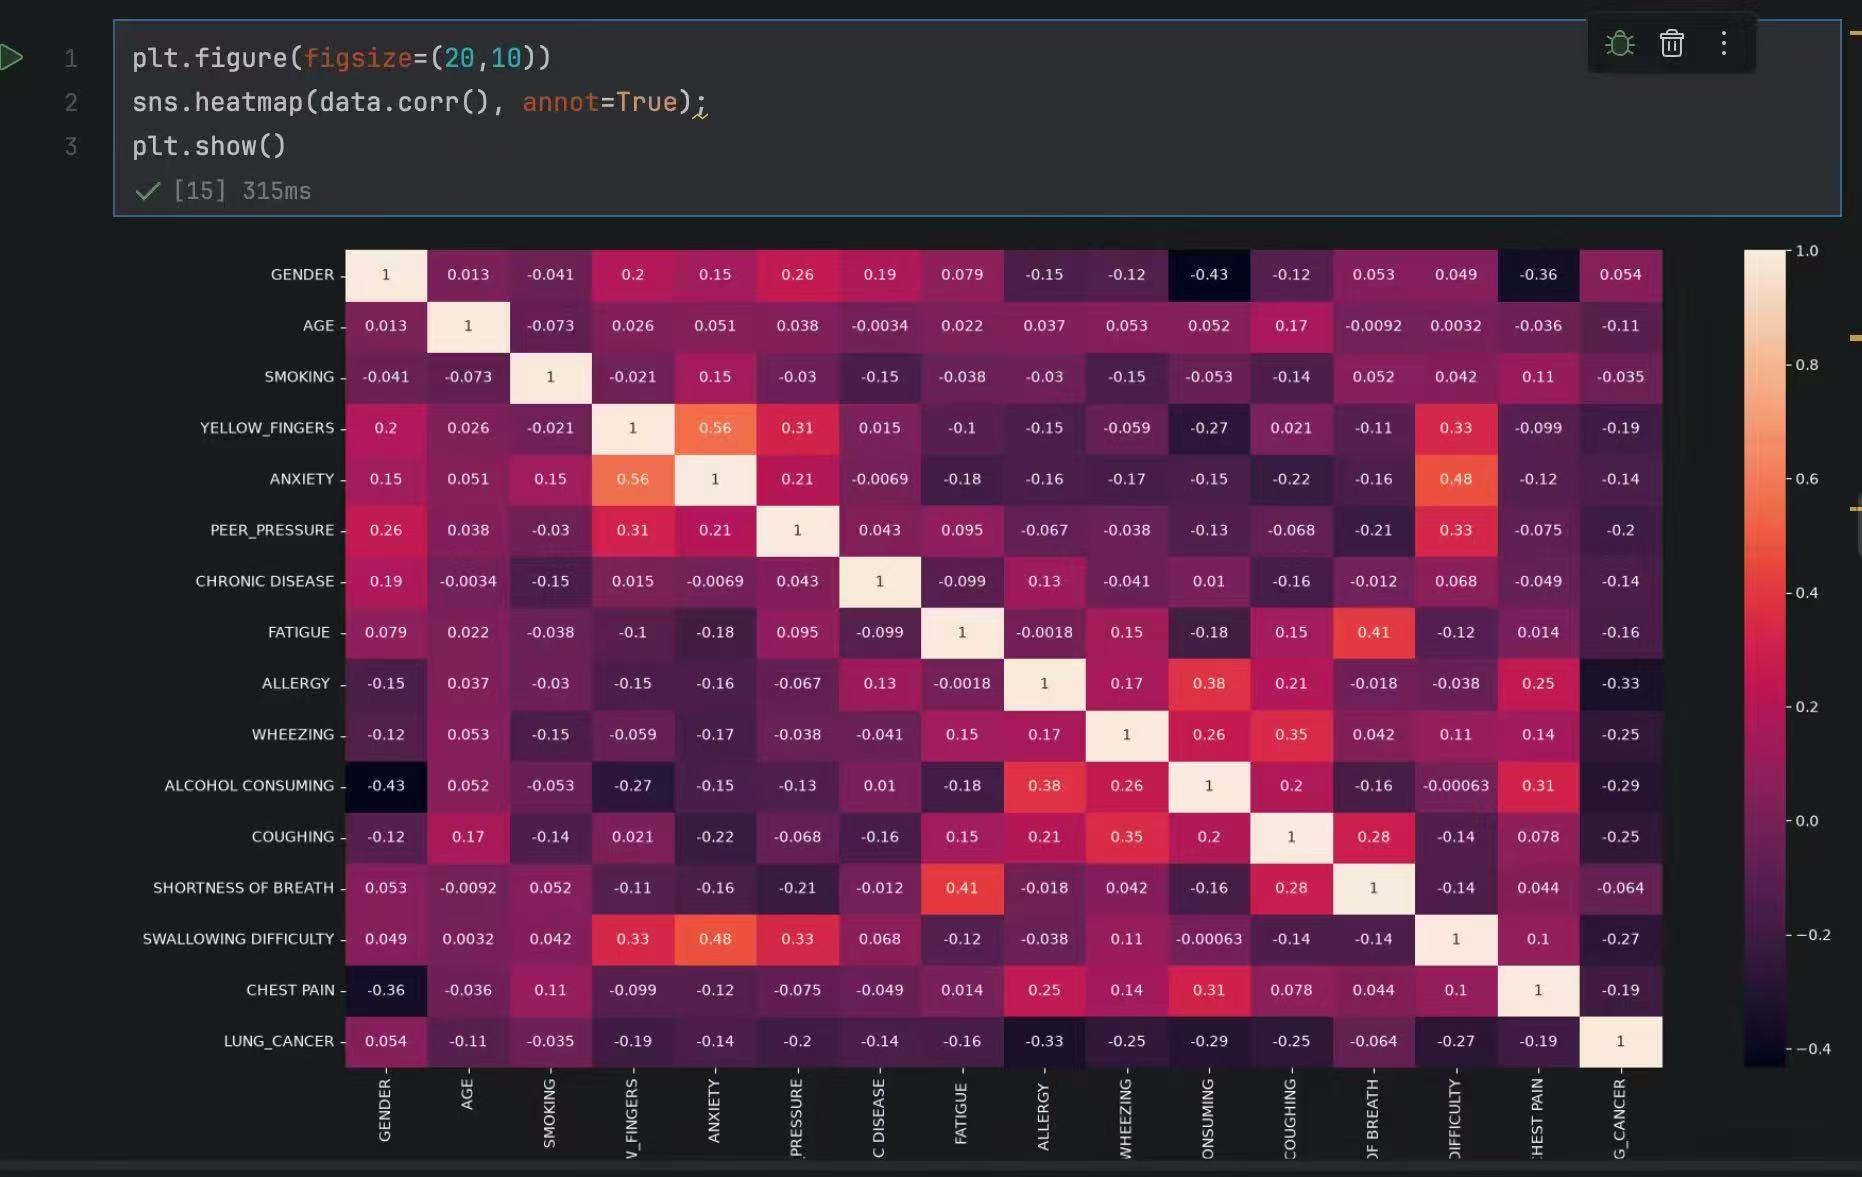 1 plt.figure(figsize=(20,10))
2 sns.heatmap(data.corr(), annot=True);
3 plt.show()
[15] 315ms
GENDER 1 0.013 -0.041 0.2 0.15 0.26 0.19 0.079 -0.15 -0.12 -0.43 -0.12 0.053 0.049 -0.36 0.054
AGE 0.013 1 -0.073 0.026 0.051 0.038 -0.0034 0.022 0.037 0.053 0.052 0.17 -0.0092 0.0032 -0.036 -0.11
SMOKING -0.041 -0.073 1 -0.021 0.15 -0.03 -0.15 -0.038 -0.03 -0.15 -0.053 -0.14 0.052 0.042 0.11 -0.035
YELLOW_FINGERS 0.2 0.026 -0.021 1 0.56 0.31 0.015 -0.1 -0.15 -0.059 -0.27 0.021 -0.11 0.33 -0.099 -0.19
ANXIETY 0.15 0.051 0.15 0.56 1 0.21 -0.0069 -0.18 -0.16 -0.17 -0.15 -0.22 -0.16 0.48 -0.12 -0.14
PEER_PRESSURE 0.26 0.038 -0.03 0.31 0.21 1 0.043 0.095 -0.067 -0.038 -0.13 -0.068 -0.21 0.33 -0.075 -0.2
CHRONIC DISEASE 0.19 -0.0034 -0.15 0.015 -0.0069 0.043 1 -0.099 0.13 -0.041 0.01 -0.16 -0.012 0.068 -0.049 -0.14
FATIGUE 0.079 0.022 -0.038 -0.1 -0.18 0.095 -0.099 1 -0.0018 0.15 -0.18 0.15 0.41 -0.12 0.014 -0.16
ALLERGY -0.15 0.037 -0.03 -0.15 -0.16 -0.067 0.13 -0.0018 1 0.17 0.38 0.21 -0.018 -0.038 0.25 -0.33
WHEEZING -0.12 0.053 -0.15 -0.059 -0.17 -0.038 -0.041 0.15 0.17 1 0.26 0.35 0.042 0.11 0.14 -0.25
ALCOHOL CONSUMING -0.43 0.052 -0.053 -0.27 -0.15 -0.13 0.01 -0.18 0.38 0.26 1 0.2 -0.16 -0.00063 0.31 -0.29
COUGHING -0.12 0.17 -0.14 0.021 -0.22 -0.068 -0.16 0.15 0.21 0.35 0.2 1 0.28 -0.14 0.078 -0.25
SHORTNESS OF BREATH 0.053 -0.0092 0.052 -0.11 -0.16 -0.21 -0.012 0.41 -0.018 0.042 -0.16 0.28 1 -0.14 0.044 -0.064
SWALLOWING DIFFICULTY 0.049 0.0032 0.042 0.33 0.48 0.33 0.068 -0.12 -0.038 0.11 -0.00063 -0.14 -0.14 1 0.1 -0.27
CHEST PAIN -0.36 -0.036 0.11 -0.099 -0.12 -0.075 -0.049 0.014 0.25 0.14 0.31 0.078 0.044 0.1 1 -0.19
LUNG_CANCER 0.054 -0.11 -0.035 -0.19 -0.14 -0.2 -0.14 -0.16 -0.33 -0.25 -0.29 -0.25 -0.064 -0.27 -0.19 1
GENDER
AGE
SMOKING
W_FINGERS
ANXIETY
PRESSURE
C DISEASE
FATIGUE
ALLERGY
WHEEZING
ONSUMING
COUGHING
OF BREATH
DIFFICULTY
HEST PAIN
G_CANCER
1.0
0.8
0.6
0.4
0.2
0.0
−0.2
−0.4